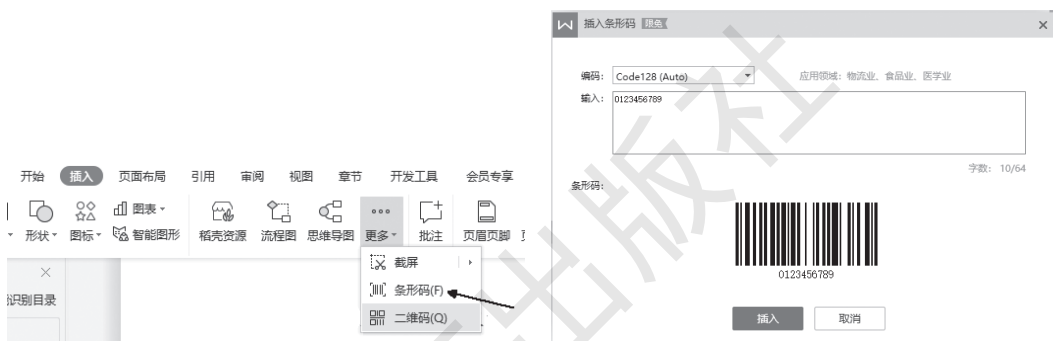 开始 插入 页面布局 引用 审阅 视图 章节 开发工具 会员专享
形状 图标 图表 智能图形 稻壳资源 流程图 思维导图 更多 批注 页眉页脚
识别目录
截屏
条形码(F)
二维码(Q)
插入条形码
编码: Code128 (Auto) 应用领域: 物流业、食品业、医学业
输入: 0123456789
字数: 10/64
条形码:
0123456789
插入 取消
出版社